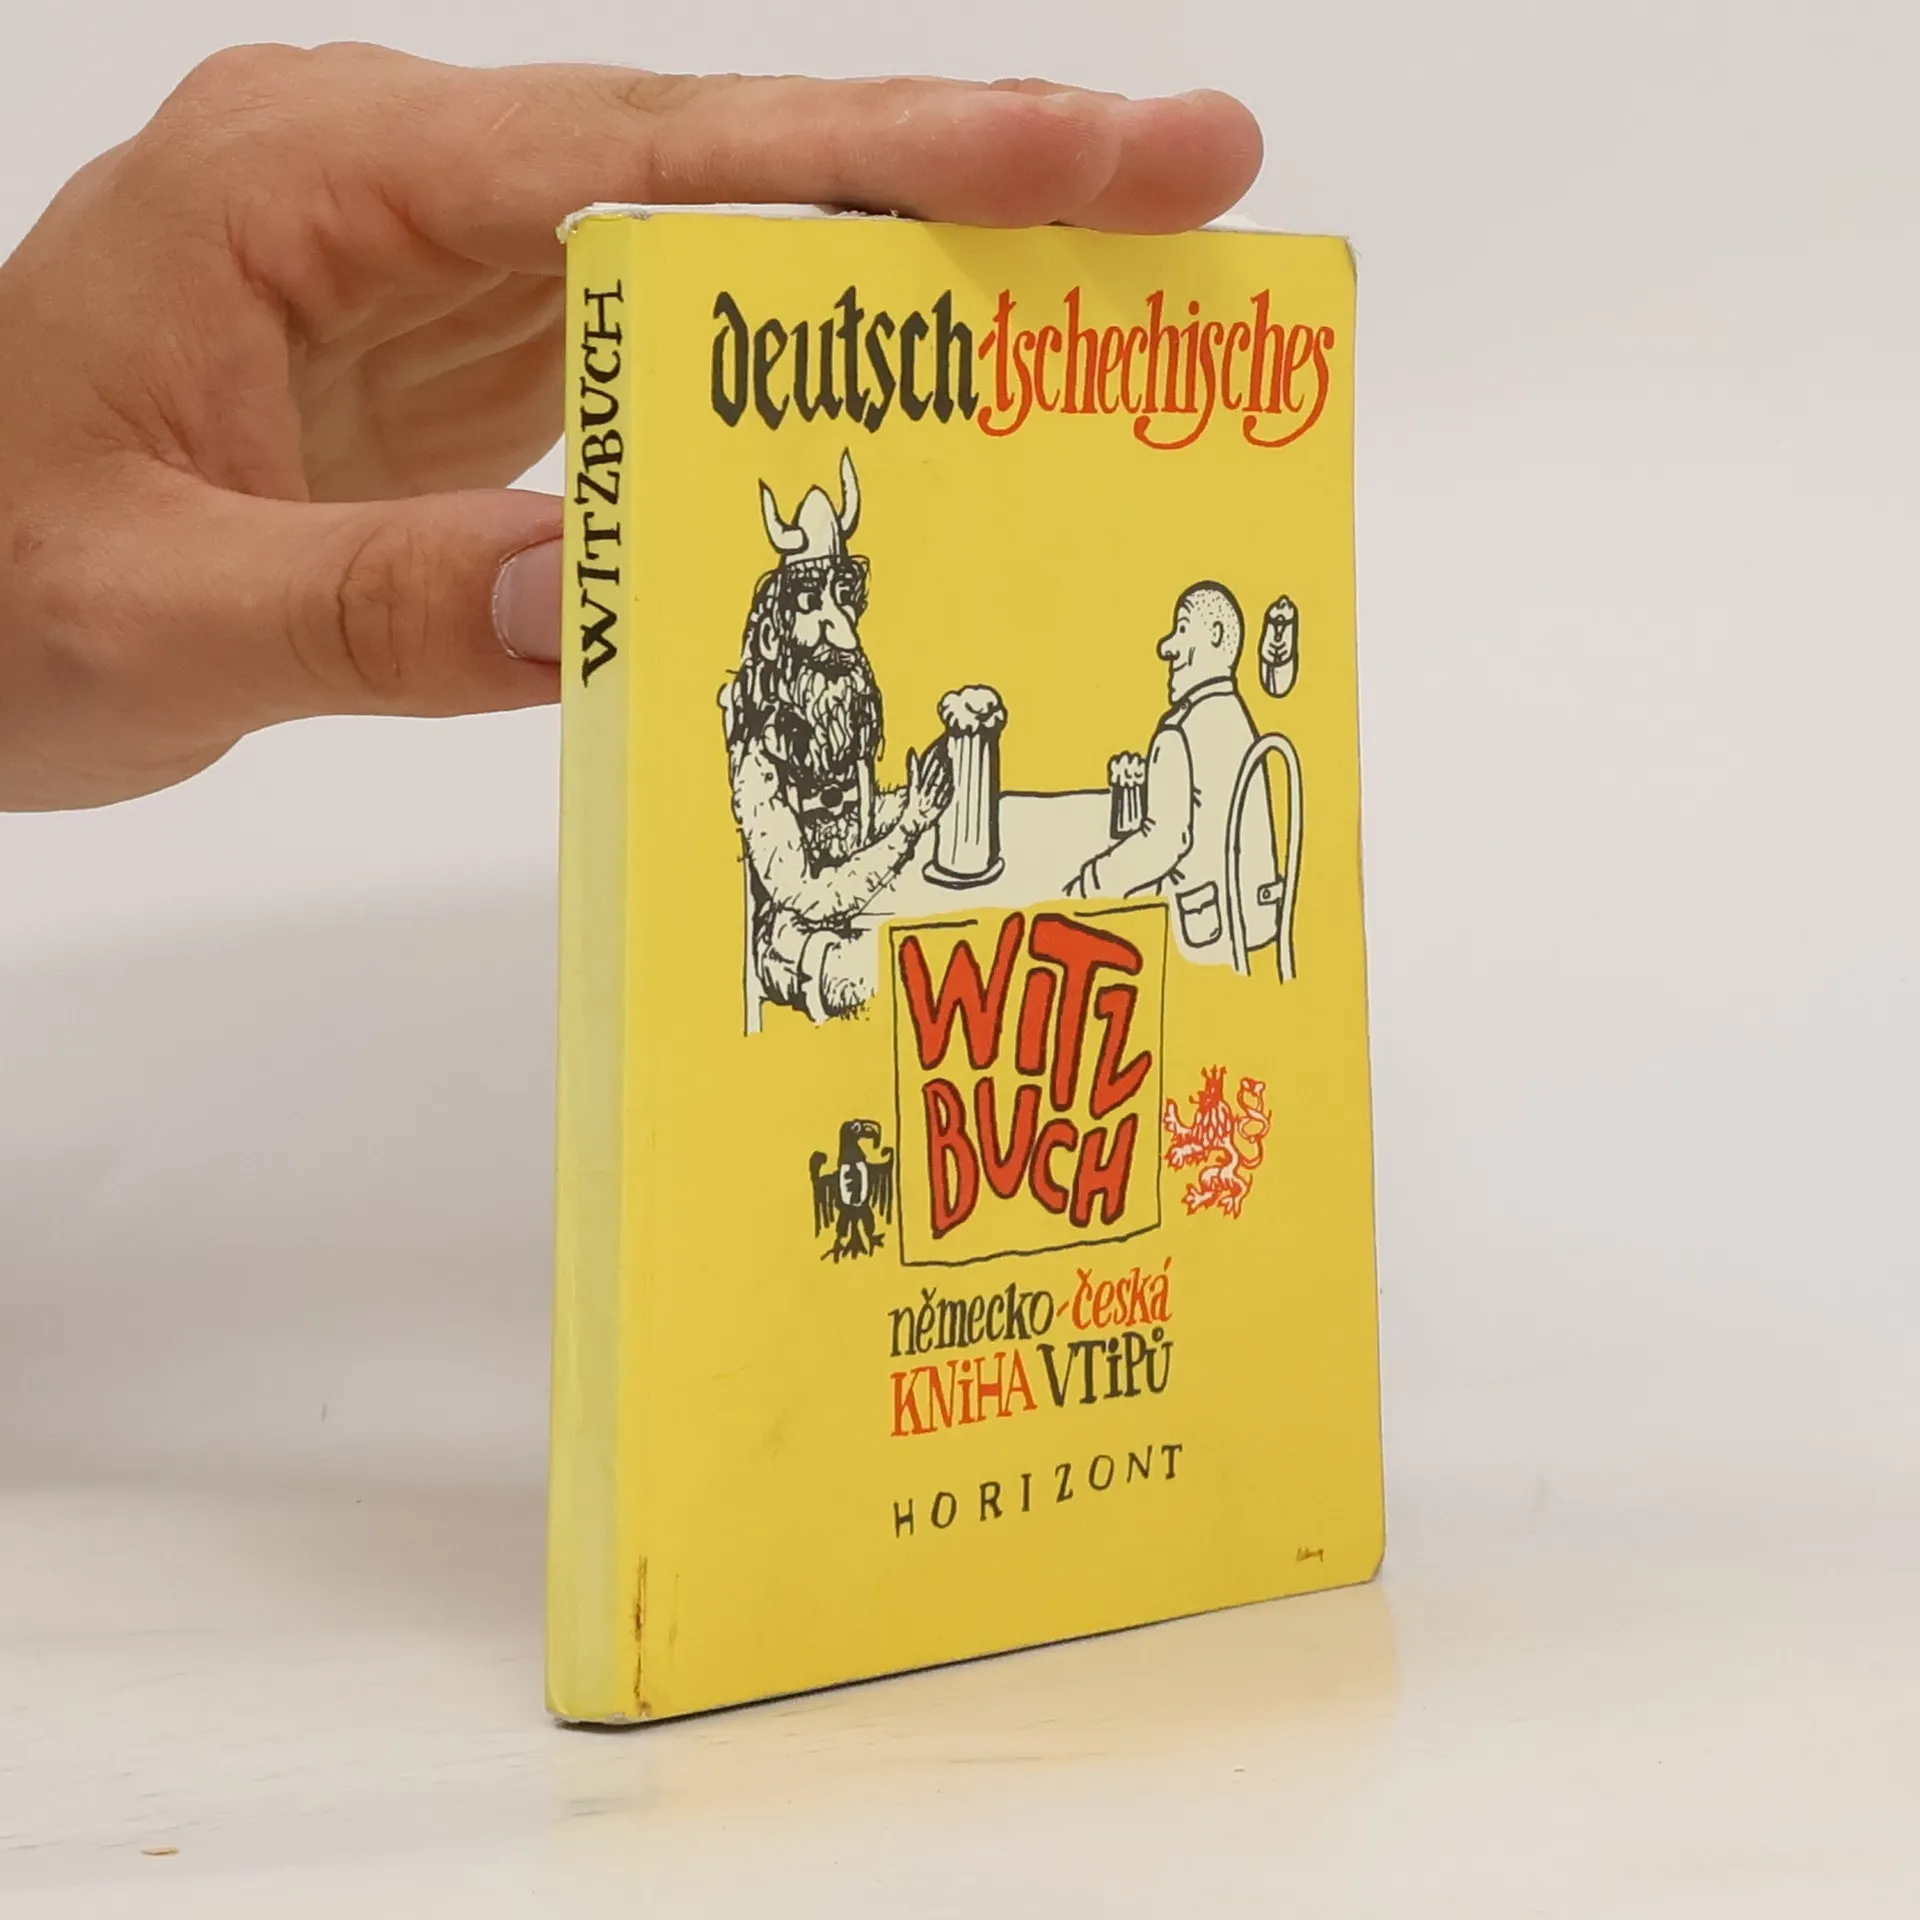 WITZBUCH
deutsch-tschechisches
WiTZ
BUCH
německo-česká
KNiHA VTiPŮ
HORIZONT